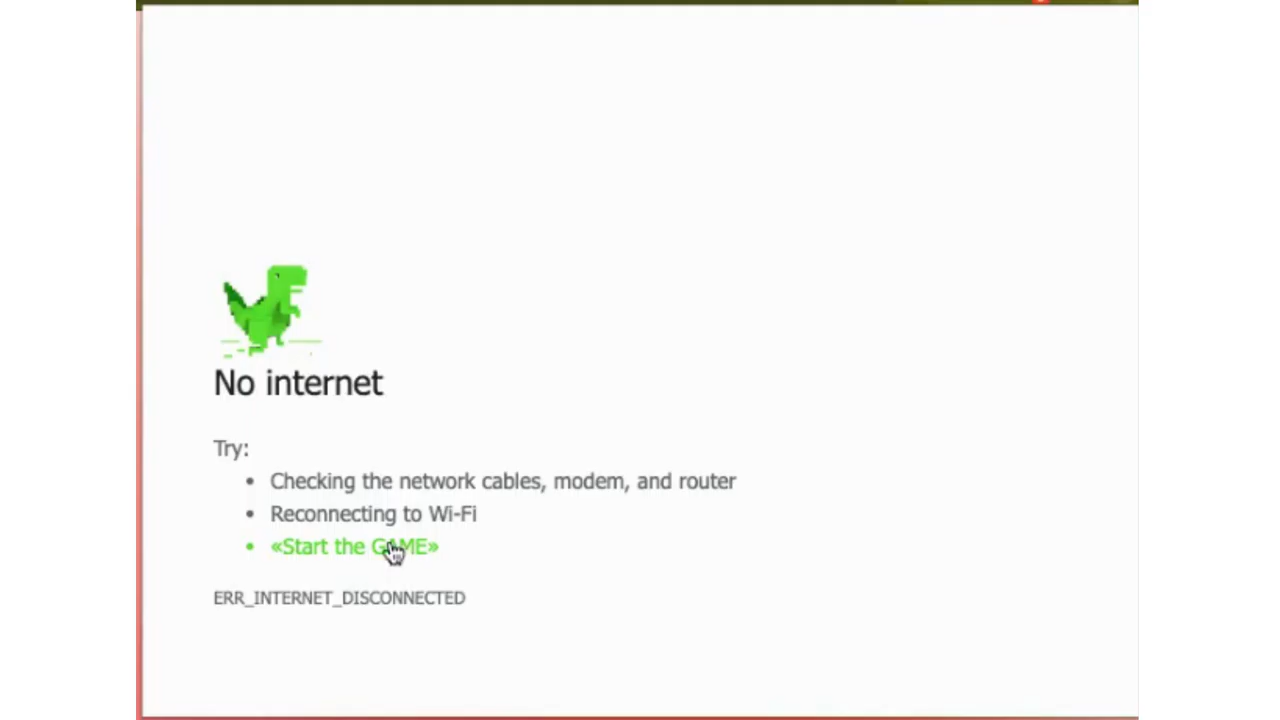 No internet
Try:
• Checking the network cables, modem, and router
• Reconnecting to Wi-Fi
• «Start the GAME»
ERR_INTERNET_DISCONNECTED